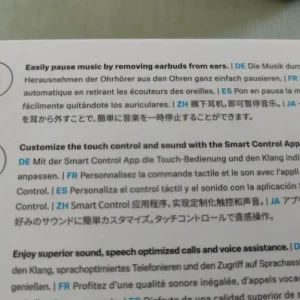 Easily pause music by removing earbuds from ears. | DE Die Musik durc
Herausnehmen der Ohrhörer aus den Ohren ganz einfach pausieren. | FR
automatique en retirant les écouteurs des oreilles. | ES Pon en pausa la m
fácilmente quitándote los auriculares. | ZH 摘下耳机，即可暂停音乐。 | JA
を耳から外すことで、簡単に音楽を一時停止することができます。
Customize the touch control and sound with the Smart Control App
DE Mit der Smart Control App die Touch-Bedienung und den Klang indi
anpassen. | FR Personnalisez la commande tactile et le son avec l'appli
Control. | ES Personaliza el control táctil y el sonido con la aplicación S
Control. | ZH Smart Control 应用程序，实现定制化触控和声音。 | JA アプ
好みのサウンドに簡単カスタマイズ。タッチコントロールで直感操作。
Enjoy superior sound, speech optimized calls and voice assistance. | D
den Klang, sprachoptimiertes Telefonieren und den Zugriff auf Sprachass
genießen. | FR Profitez d'une qualité sonore inégalée, d'appels vocau
de una calidad superior de s